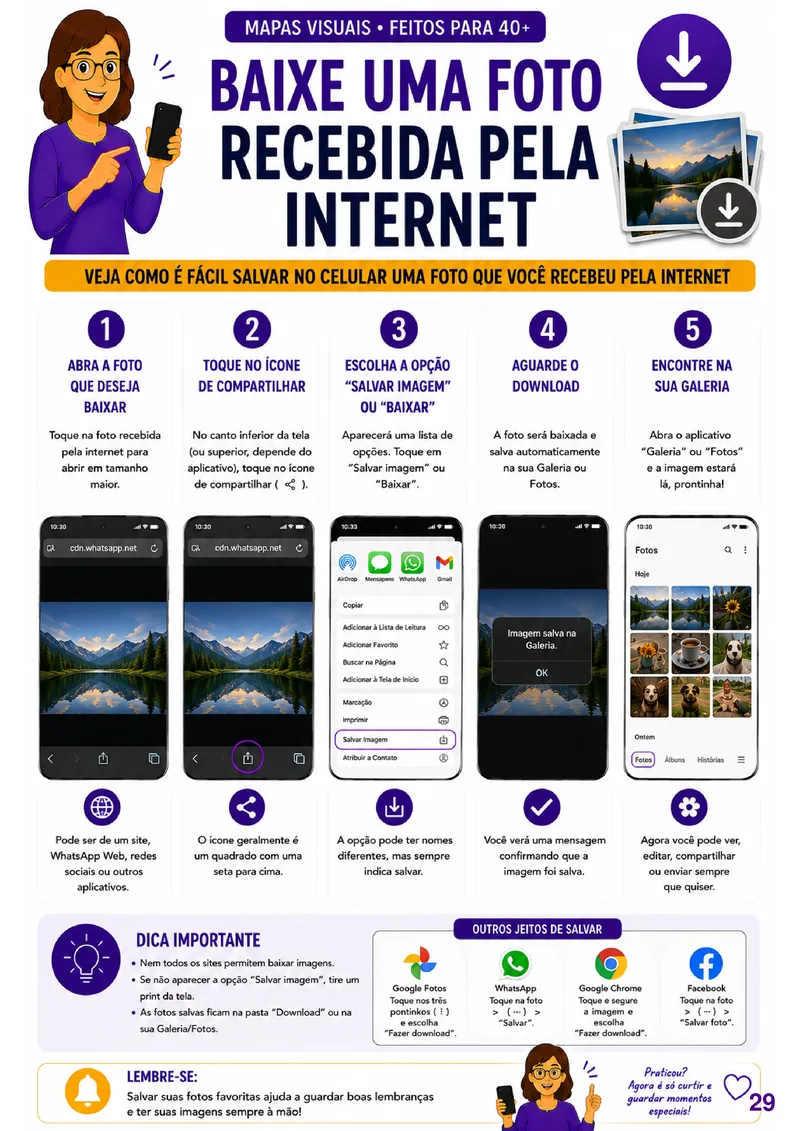 MAPAS VISUAIS • FEITOS PARA 40+
BAIXE UMA FOTO
RECEBIDA PELA
INTERNET
VEJA COMO É FÁCIL SALVAR NO CELULAR UMA FOTO QUE VOCÊ RECEBEU PELA INTERNET
1
ABRA A FOTO
QUE DESEJA
BAIXAR
Toque na foto recebida
pela internet para
abrir em tamanho
maior.
2
TOQUE NO ÍCONE
DE COMPARTILHAR
No canto inferior da tela
(ou superior, depende do
aplicativo), toque no ícone
de compartilhar ( ).
3
ESCOLHA A OPÇÃO
“SALVAR IMAGEM”
OU “BAIXAR”
Aparecerá uma lista de
opções. Toque em
“Salvar imagem” ou
“Baixar”.
4
AGUARDE O
DOWNLOAD
A foto será baixada e
salva automaticamente
na sua Galeria ou
Fotos.
5
ENCONTRE NA
SUA GALERIA
Abra o aplicativo
“Galeria” ou “Fotos”
e a imagem estará
lá, prontinha!
10:30
cdn.whatsapp.net
10:30
cdn.whatsapp.net
10:33
AirDrop
Mensapens
WhatsApp
Gmail
Copiar
Adicionar à Lista de Leitura
Adicionar Favorito
Buscar na Página
Adicionar à Tela de Início
Marcação
Imprimir
Salvar Imagem
Atribuir a Contato
10:30
Imagem salva na
Galeria.
OK
10:30
Fotos
Hoje
Ontem
Fotos
Álbuns
Histórias
Pode ser de um site,
WhatsApp Web, redes
sociais ou outros
aplicativos.
O ícone geralmente é
um quadrado com uma
seta para cima.
A opção pode ter nomes
diferentes, mas sempre
indica salvar.
Você verá uma mensagem
confirmando que a
imagem foi salva.
Agora você pode ver,
editar, compartilhar
ou enviar sempre
que quiser.
DICA IMPORTANTE
• Nem todos os sites permitem baixar imagens.
• Se não aparecer a opção “Salvar imagem”, tire um
print da tela.
• As fotos salvas ficam na pasta “Download” ou na
sua Galeria/Fotos.
OUTROS JEITOS DE SALVAR
Google Fotos
Toque nos três
pontinkos (⋮)
e escolha
“Fazer download”.
WhatsApp
Toque na foto
> (···) >
“Salvar”.
Google Chrome
Toque e segure
a imagem e
escolha
“Fazer download”.
Facebook
Toque na foto
> (···) >
“Salvar foto”.
LEMBRE-SE:
Salvar suas fotos favoritas ajuda a guardar boas lembranças
e ter suas imagens sempre à mão!
Praticou?
Agora é só curtir e
guardar momentos
especiais!
29